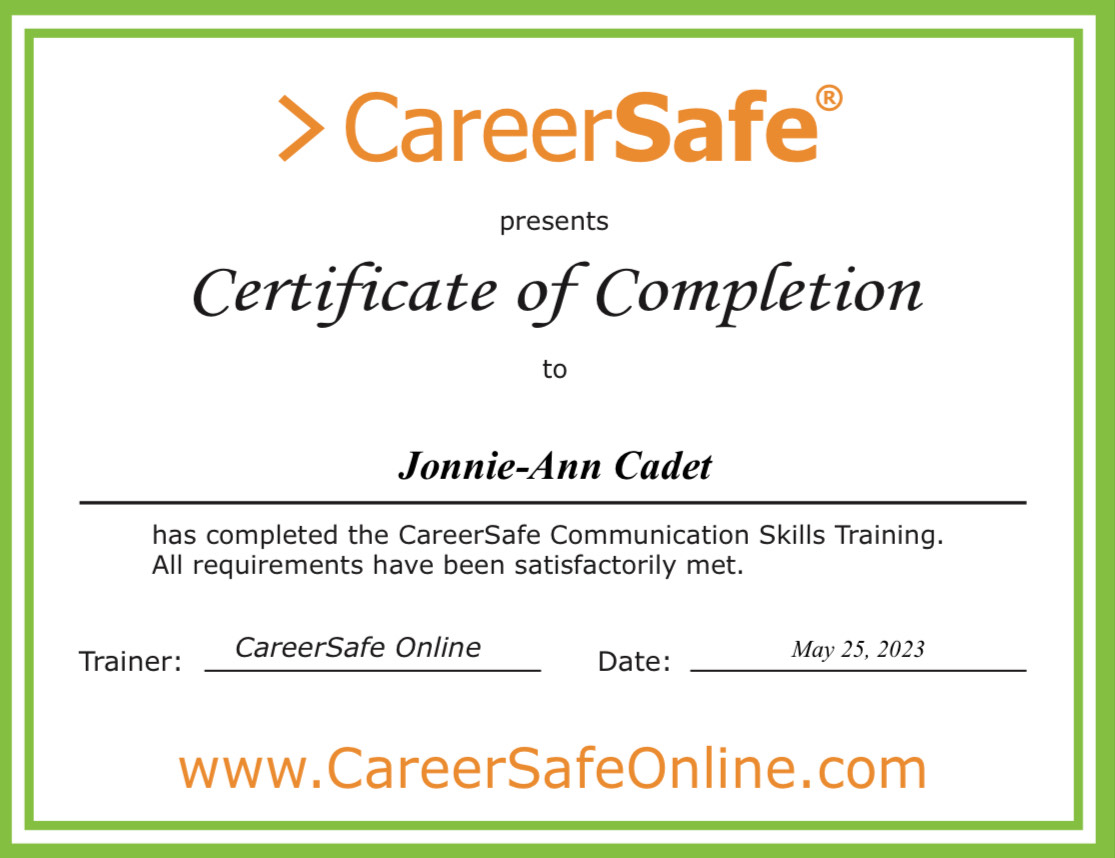 > CareerSafe®
presents
Certificate of Completion
to
Jonnie-Ann Cadet
has completed the CareerSafe Communication Skills Training.
All requirements have been satisfactorily met.
Trainer: CareerSafe Online Date: May 25, 2023
www.CareerSafeOnline.com